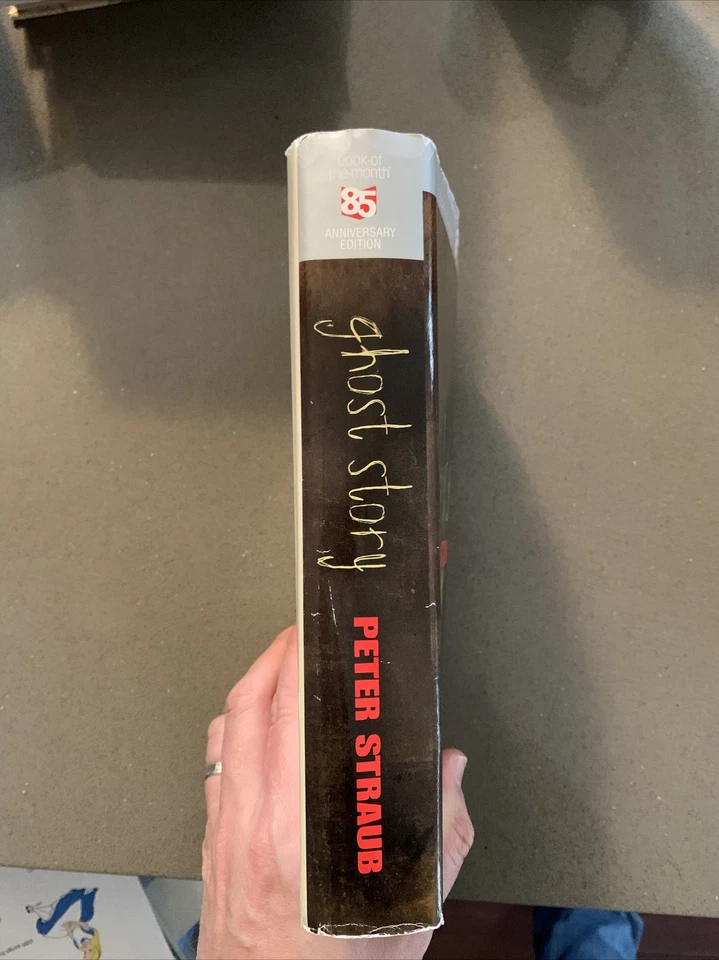 book-of
the-month®
85
ANNIVERSARY
EDITION
ghost story
PETER STRAUB